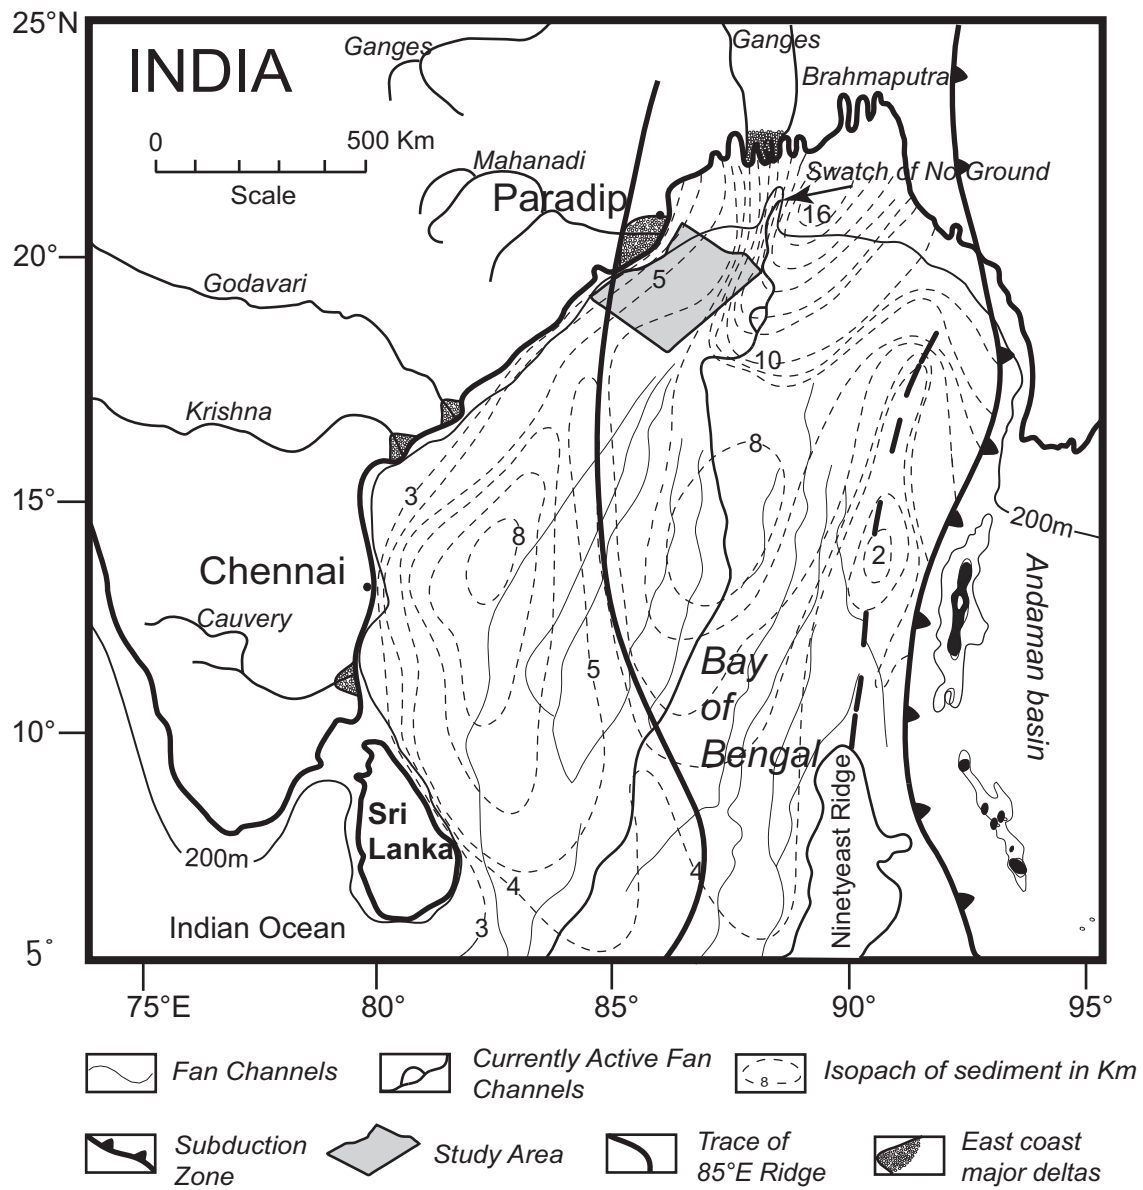 25°N
Ganges
Ganges
INDIA
Brahmaputra
0
500 Km
Scale
Mahanadi
Swatch of No Ground
Paradip
16
20°
5
Godavari
10
Krishna
8
3
15°
200m
8
2
Chennai
Andaman basin
Cauvery
5
Bay
of
Bengal
10°
Ninetyeast Ridge
Sri
Lanka
200m
4
4
3
Indian Ocean
5°
75°E
80°
85°
90°
95°
Fan Channels
Currently Active Fan
Channels
8
Isopach of sediment in Km
Subduction
Zone
Study Area
Trace of
85°E Ridge
East coast
major deltas